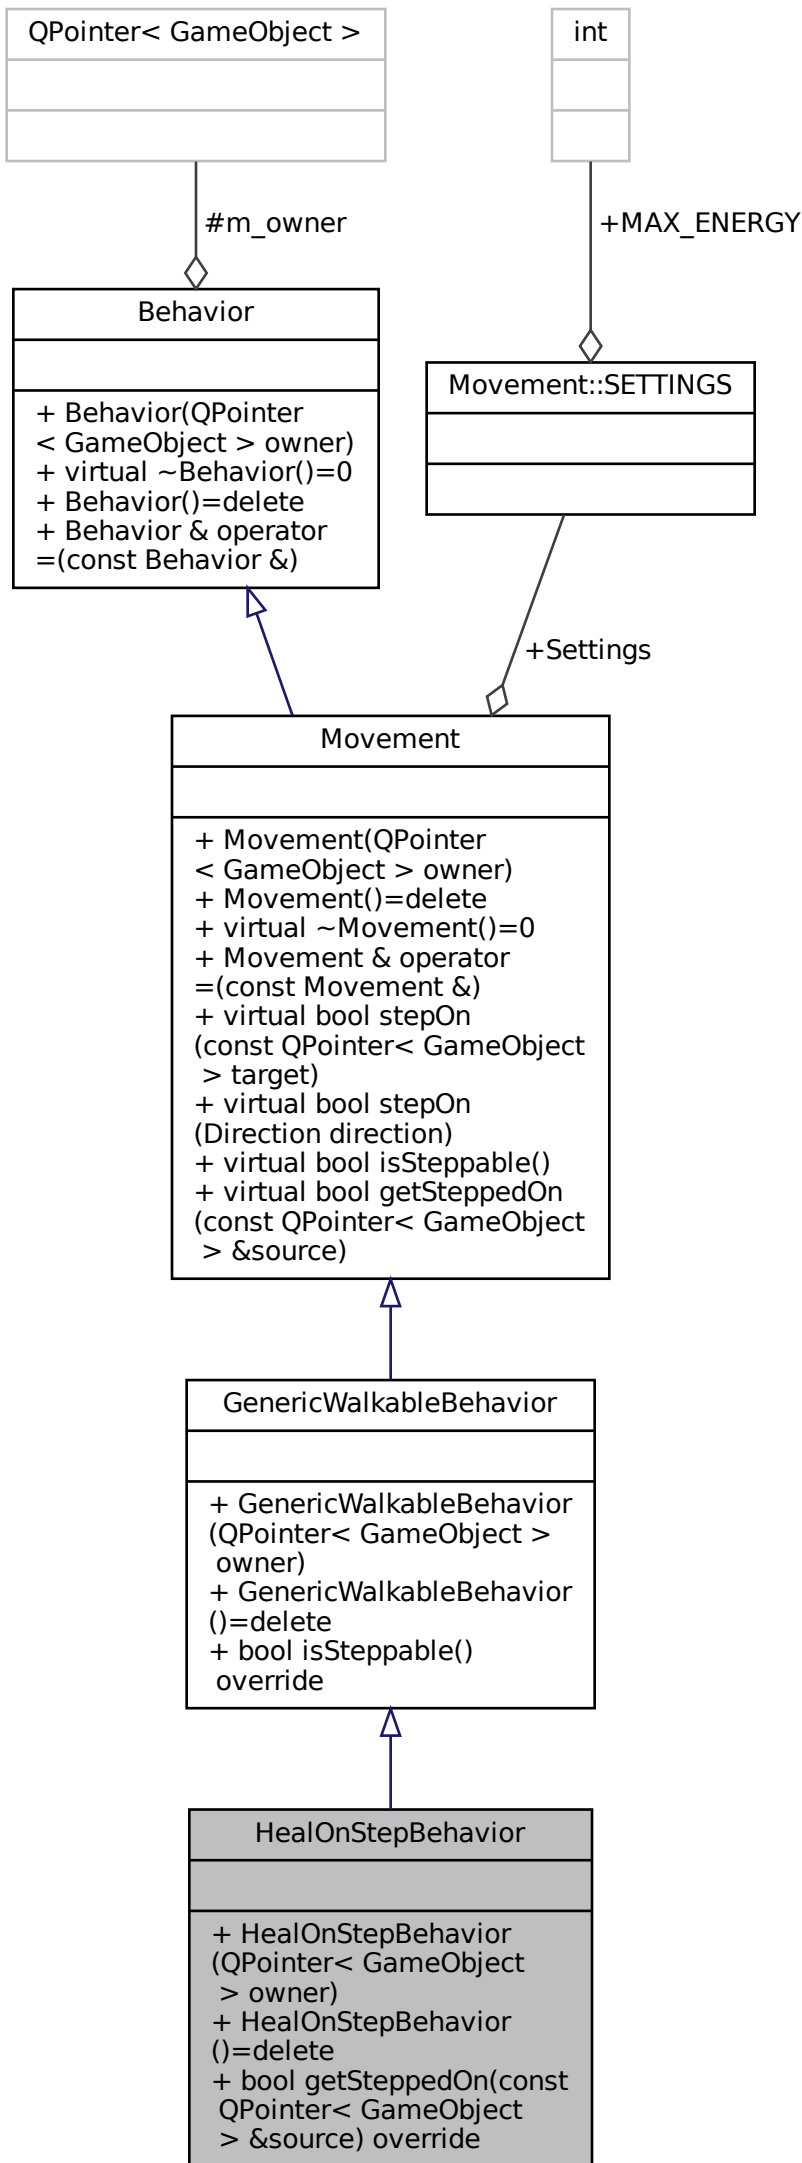 QPointer< GameObject >
int
#m_owner
+MAX_ENERGY
Behavior
+ Behavior(QPointer
< GameObject > owner)
+ virtual ~Behavior()=0
+ Behavior()=delete
+ Behavior & operator
=(const Behavior &)
Movement::SETTINGS
+Settings
Movement
+ Movement(QPointer
< GameObject > owner)
+ Movement()=delete
+ virtual ~Movement()=0
+ Movement & operator
=(const Movement &)
+ virtual bool stepOn
(const QPointer< GameObject
> target)
+ virtual bool stepOn
(Direction direction)
+ virtual bool isSteppable()
+ virtual bool getSteppedOn
(const QPointer< GameObject
> &source)
GenericWalkableBehavior
+ GenericWalkableBehavior
(QPointer< GameObject >
owner)
+ GenericWalkableBehavior
()=delete
+ bool isSteppable()
override
HealOnStepBehavior
+ HealOnStepBehavior
(QPointer< GameObject
> owner)
+ HealOnStepBehavior
()=delete
+ bool getSteppedOn(const
QPointer< GameObject
> &source) override